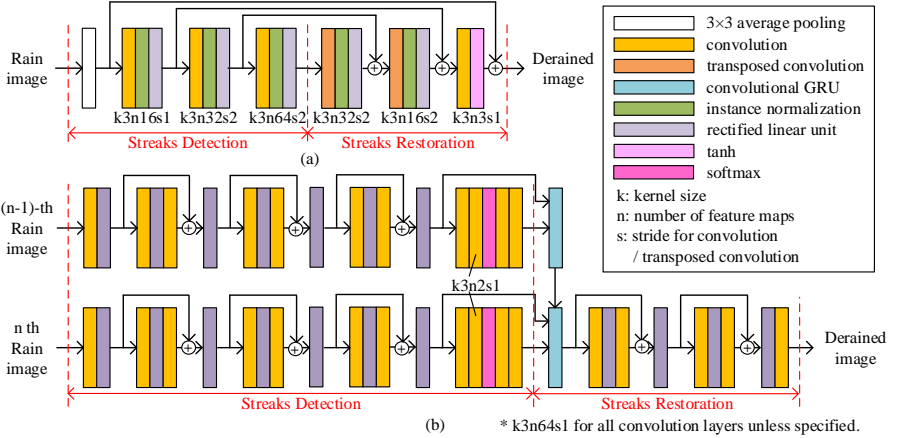 Rain
image
k3n16s1
k3n32s2
k3n64s2
k3n32s2
k3n16s2
k3n3s1
Derained
image
Streaks Detection
Streaks Restoration
(a)
3×3 average pooling
convolution
transposed convolution
convolutional GRU
instance normalization
rectified linear unit
tanh
softmax
k: kernel size
n: number of feature maps
s: stride for convolution
/ transposed convolution
(n-1)-th
Rain
image
k3n2s1
n th
Rain
image
Derained
image
Streaks Detection
Streaks Restoration
(b)
* k3n64s1 for all convolution layers unless specified.